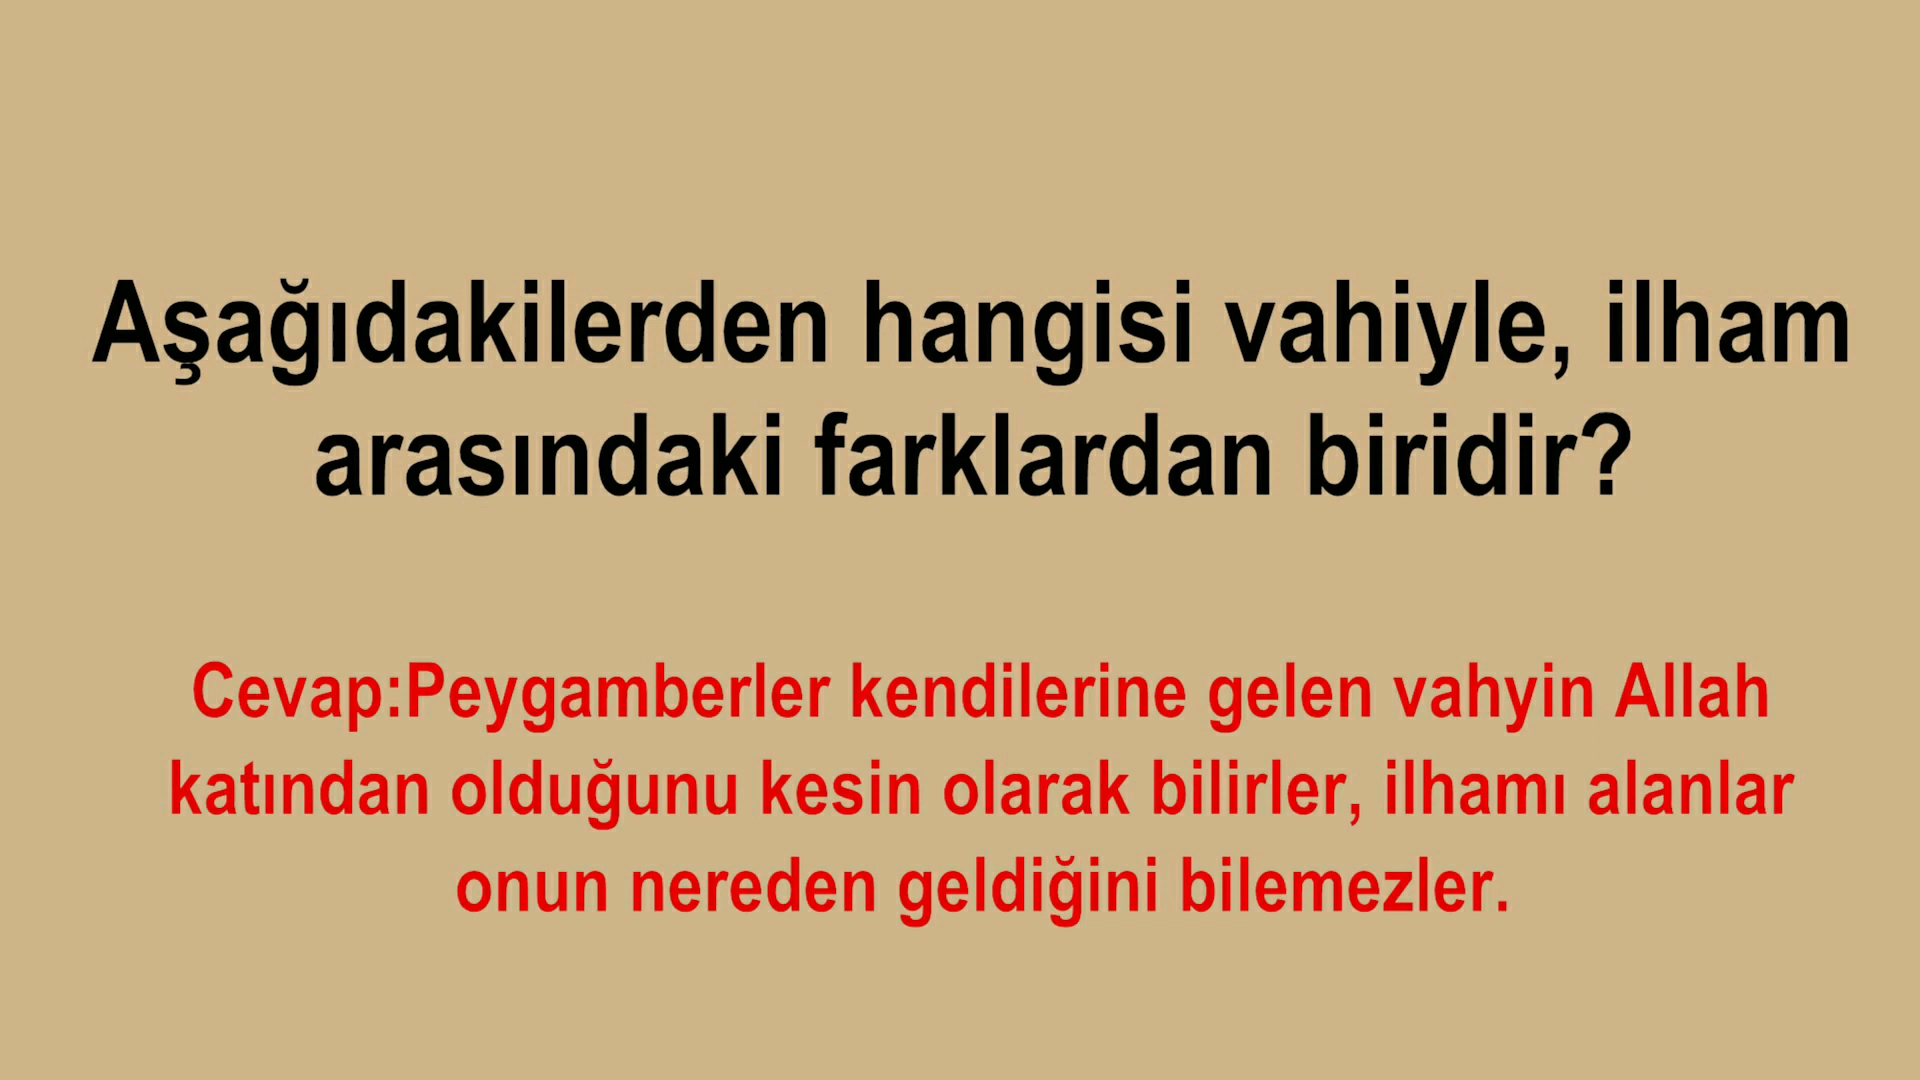 Aşağıdakilerden hangisi vahiyle, ilham
arasındaki farklardan biridir?
Cevap:Peygamberler kendilerine gelen vahyin Allah
katından olduğunu kesin olarak bilirler, ilhamı alanlar
onun nereden geldiğini bilemezler.